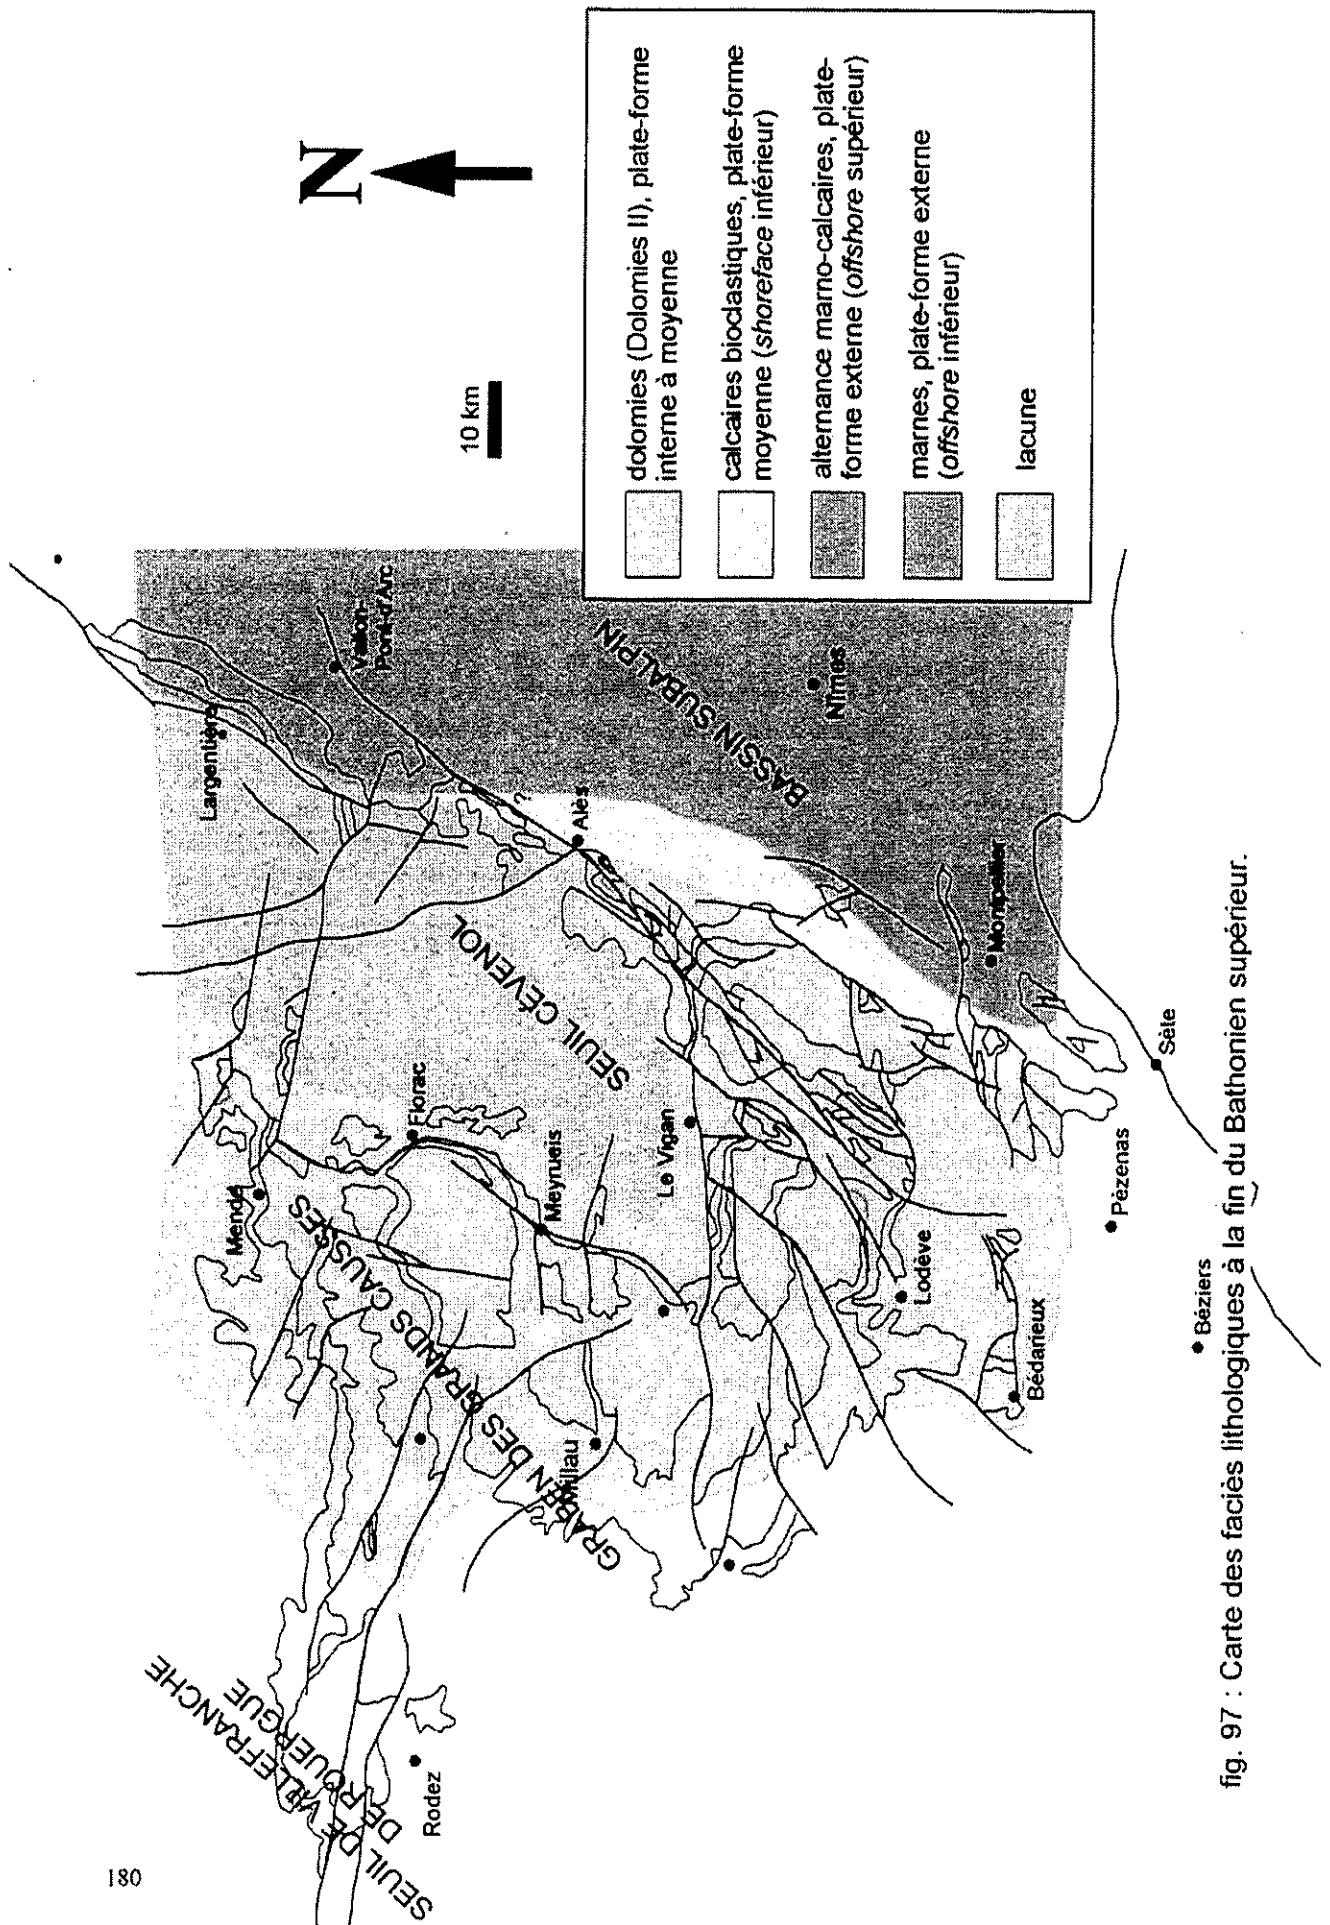 180
N
10 km
dolomies (Dolomies II), plate-forme
interne à moyenne
calcaires bioclastiques, plate-forme
moyenne (shoreface inférieur)
alternance marno-calcaires, plate-
forme externe (offshore supérieur)
marnes, plate-forme externe
(offshore inférieur)
lacune
SEUIL DE VILLEFRANCHE
DE ROUERGUE
Rodez
GRABEN DES GRANDS CAUSSES
Mende
Florac
Meyrueis
Millau
Le Vigan
SEUIL CÉVENOL
Largentière
Vallon-
Pont-d'Arc
?
Alès
BASSIN SUBALPIN
Nîmes
Montpellier
Lodève
Bédarieux
Pézenas
Béziers
Sète
fig. 97 : Carte des faciès lithologiques à la fin du Bathonien supérieur.